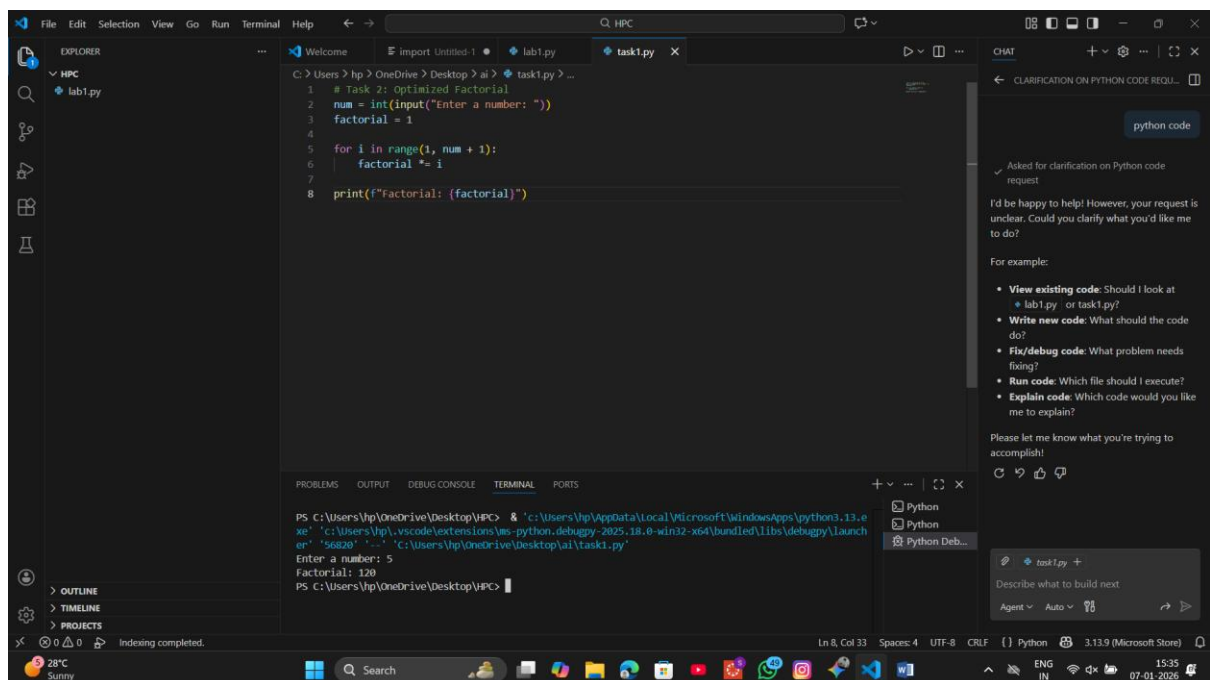 File Edit Selection View Go Run Terminal Help
HPC
EXPLORER
HPC
lab1.py
OUTLINE
TIMELINE
PROJECTS
Welcome
import Untitled-1
lab1.py
task1.py
C: > Users > hp > OneDrive > Desktop > ai > task1.py > ...
1 # Task 2: Optimized Factorial
2 num = int(input("Enter a number: "))
3 factorial = 1
4
5 for i in range(1, num + 1):
6 factorial *= i
7
8 print(f"Factorial: {factorial}")
PROBLEMS OUTPUT DEBUG CONSOLE TERMINAL PORTS
PS C:\Users\hp\OneDrive\Desktop\HPC> & 'c:\Users\hp\AppData\Local\Microsoft\WindowsApps\python3.13.e
xe' 'c:\Users\hp\.vscode\extensions\ms-python.debugpy-2025.18.0-win32-x64\bundled\libs\debugpy\launch
er' '56820' '--' 'C:\Users\hp\OneDrive\Desktop\ai\task1.py'
Enter a number: 5
Factorial: 120
PS C:\Users\hp\OneDrive\Desktop\HPC>
Python
Python
Python Deb...
CHAT
CLARIFICATION ON PYTHON CODE REQU...
python code
Asked for clarification on Python code
request
I'd be happy to help! However, your request is
unclear. Could you clarify what you'd like me
to do?
For example:
• View existing code: Should I look at
lab1.py or task1.py?
• Write new code: What should the code
do?
• Fix/debug code: What problem needs
fixing?
• Run code: Which file should I execute?
• Explain code: Which code would you like
me to explain?
Please let me know what you're trying to
accomplish!
task1.py
Describe what to build next
Agent Auto
0 0 0 Indexing completed.
Ln 8, Col 33 Spaces: 4 UTF-8 CRLF {} Python 3.13.9 (Microsoft Store)
5
28°C
Sunny
Search
49
ENG
IN
15:35
07-01-2026